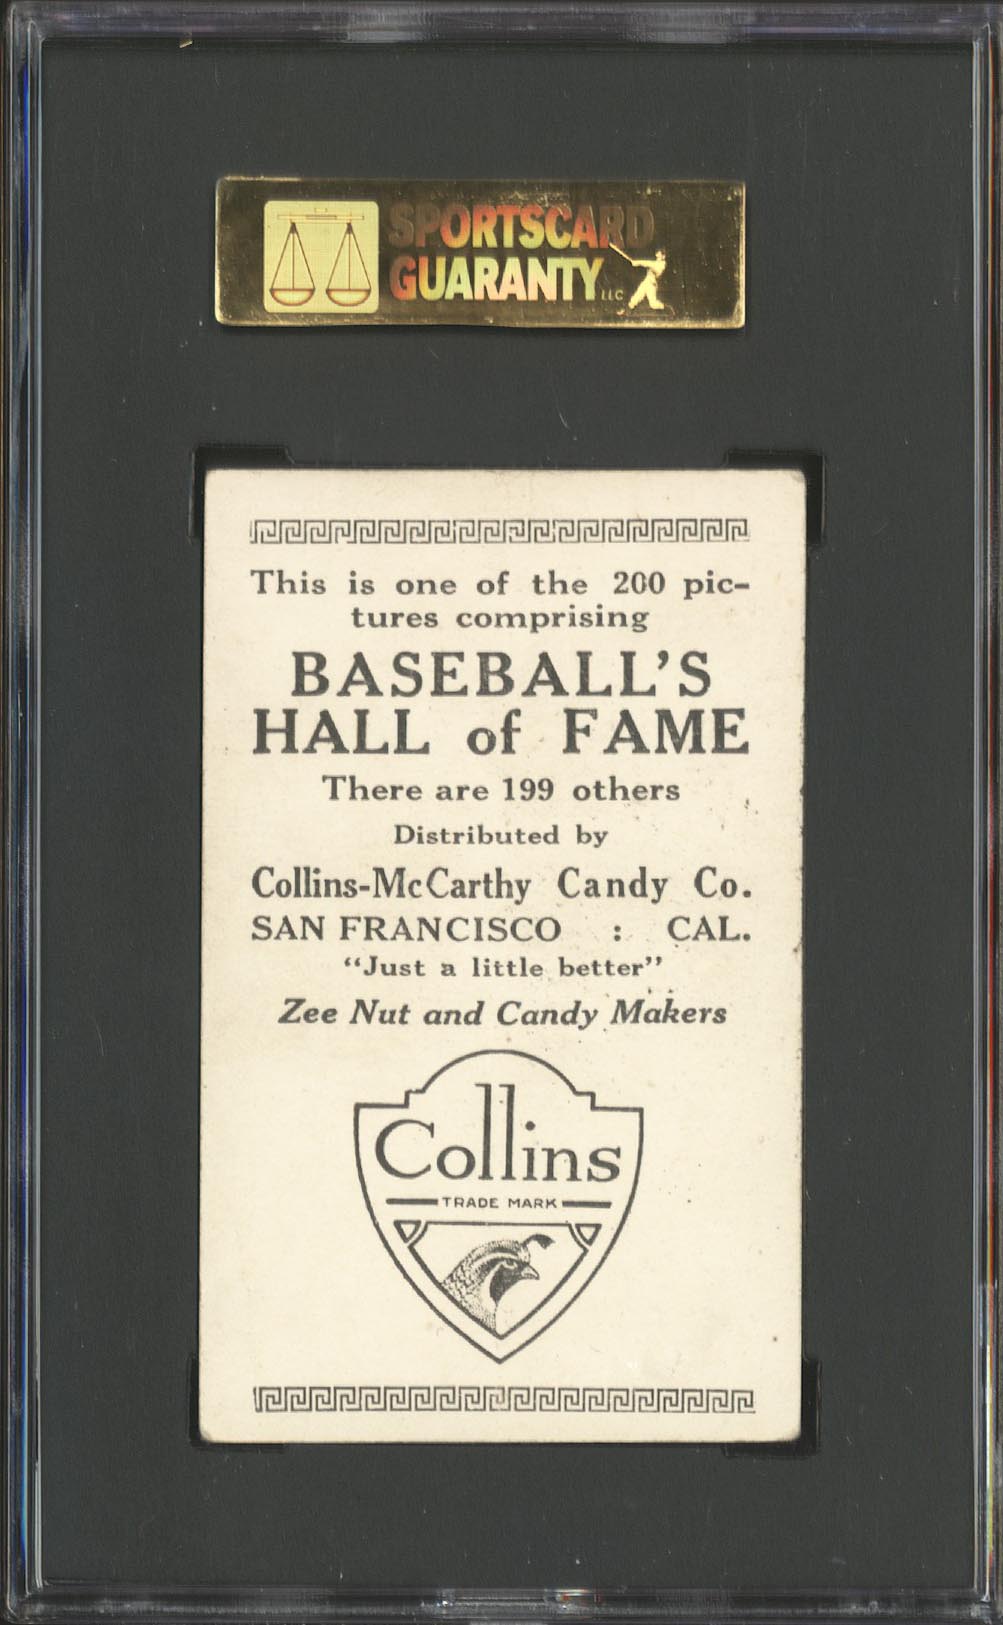 SPORTSCARD
GUARANTY LLC
This is one of the 200 pic-
tures comprising
BASEBALL'S
HALL of FAME
There are 199 others
Distributed by
Collins-McCarthy Candy Co.
SAN FRANCISCO : CAL.
"Just a little better"
Zee Nut and Candy Makers
Collins
TRADE MARK